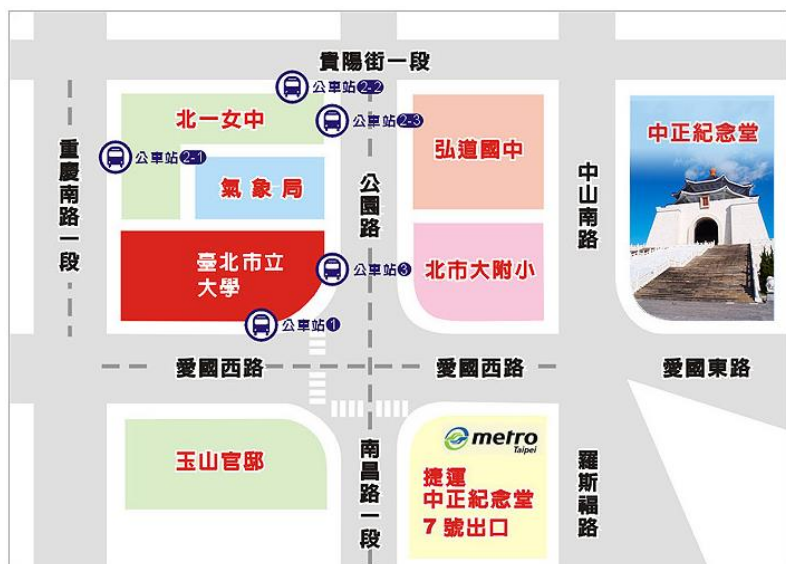 貴陽街一段
公車站2-2
北一女中
公車站2-3
中正紀念堂
弘道國中
公車站2-1
重慶南路一段
氣象局
公園路
中山南路
臺北市立
大學
公車站3
北市大附小
公車站1
愛國西路
愛國西路
愛國東路
玉山官邸
南昌路一段
metro
Taipei
捷運
中正紀念堂
7號出口
羅斯福路